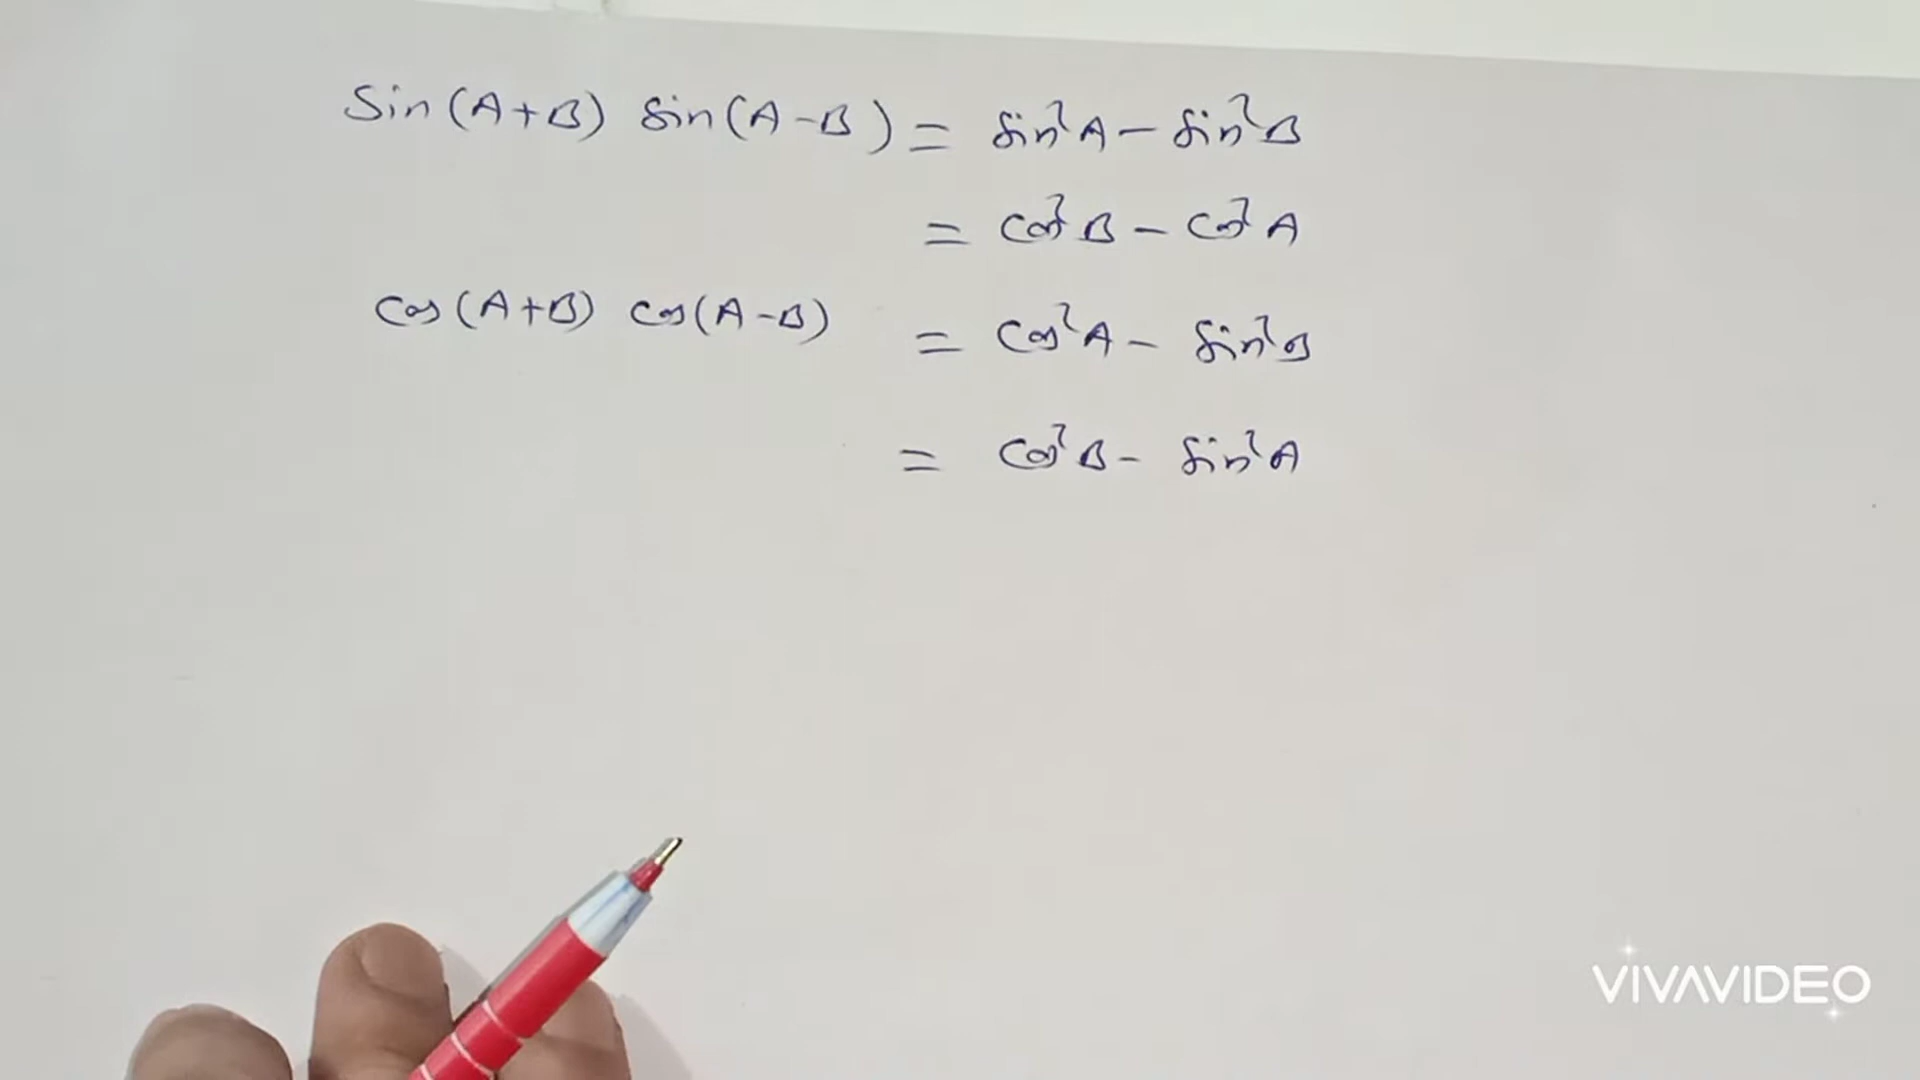 Sin(A+B) Sin(A-B) = Sin²A - Sin²B
= Cos²B - Cos²A
Cos(A+B) Cos(A-B) = Cos²A - Sin²B
= Cos²B - Sin²A
VIVAVIDEO